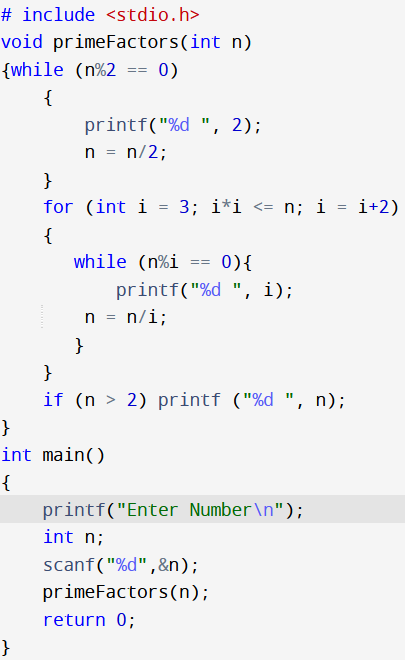 # include <stdio.h>
void primeFactors(int n)
{while (n%2 == 0)
    {
        printf("%d ", 2);
        n = n/2;
    }
    for (int i = 3; i*i <= n; i = i+2)
    {
       while (n%i == 0){
           printf("%d ", i);
        n = n/i;
       }
    }
    if (n > 2) printf ("%d ", n);
}
int main()
{
    printf("Enter Number\n");
    int n;
    scanf("%d",&n);
    primeFactors(n);
    return 0;
}